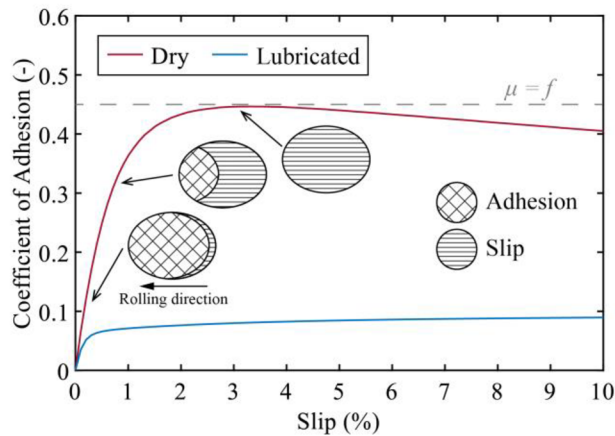 0.6
0.5
0.4
0.3
0.2
0.1
0
Coefficient of Adhesion (-)
Dry
Lubricated
μ = f
Adhesion
Slip
Rolling direction
0 1 2 3 4 5 6 7 8 9 10
Slip (%)